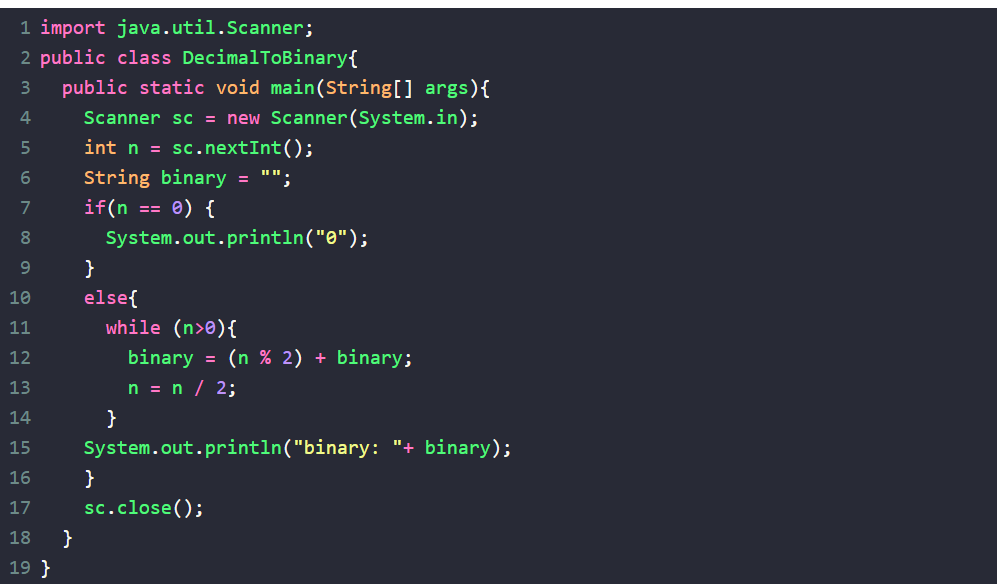 1 import java.util.Scanner;
2 public class DecimalToBinary{
3   public static void main(String[] args){
4     Scanner sc = new Scanner(System.in);
5     int n = sc.nextInt();
6     String binary = "";
7     if(n == 0) {
8       System.out.println("0");
9     }
10     else{
11       while (n>0){
12         binary = (n % 2) + binary;
13         n = n / 2;
14       }
15     System.out.println("binary: "+ binary);
16     }
17     sc.close();
18   }
19 }